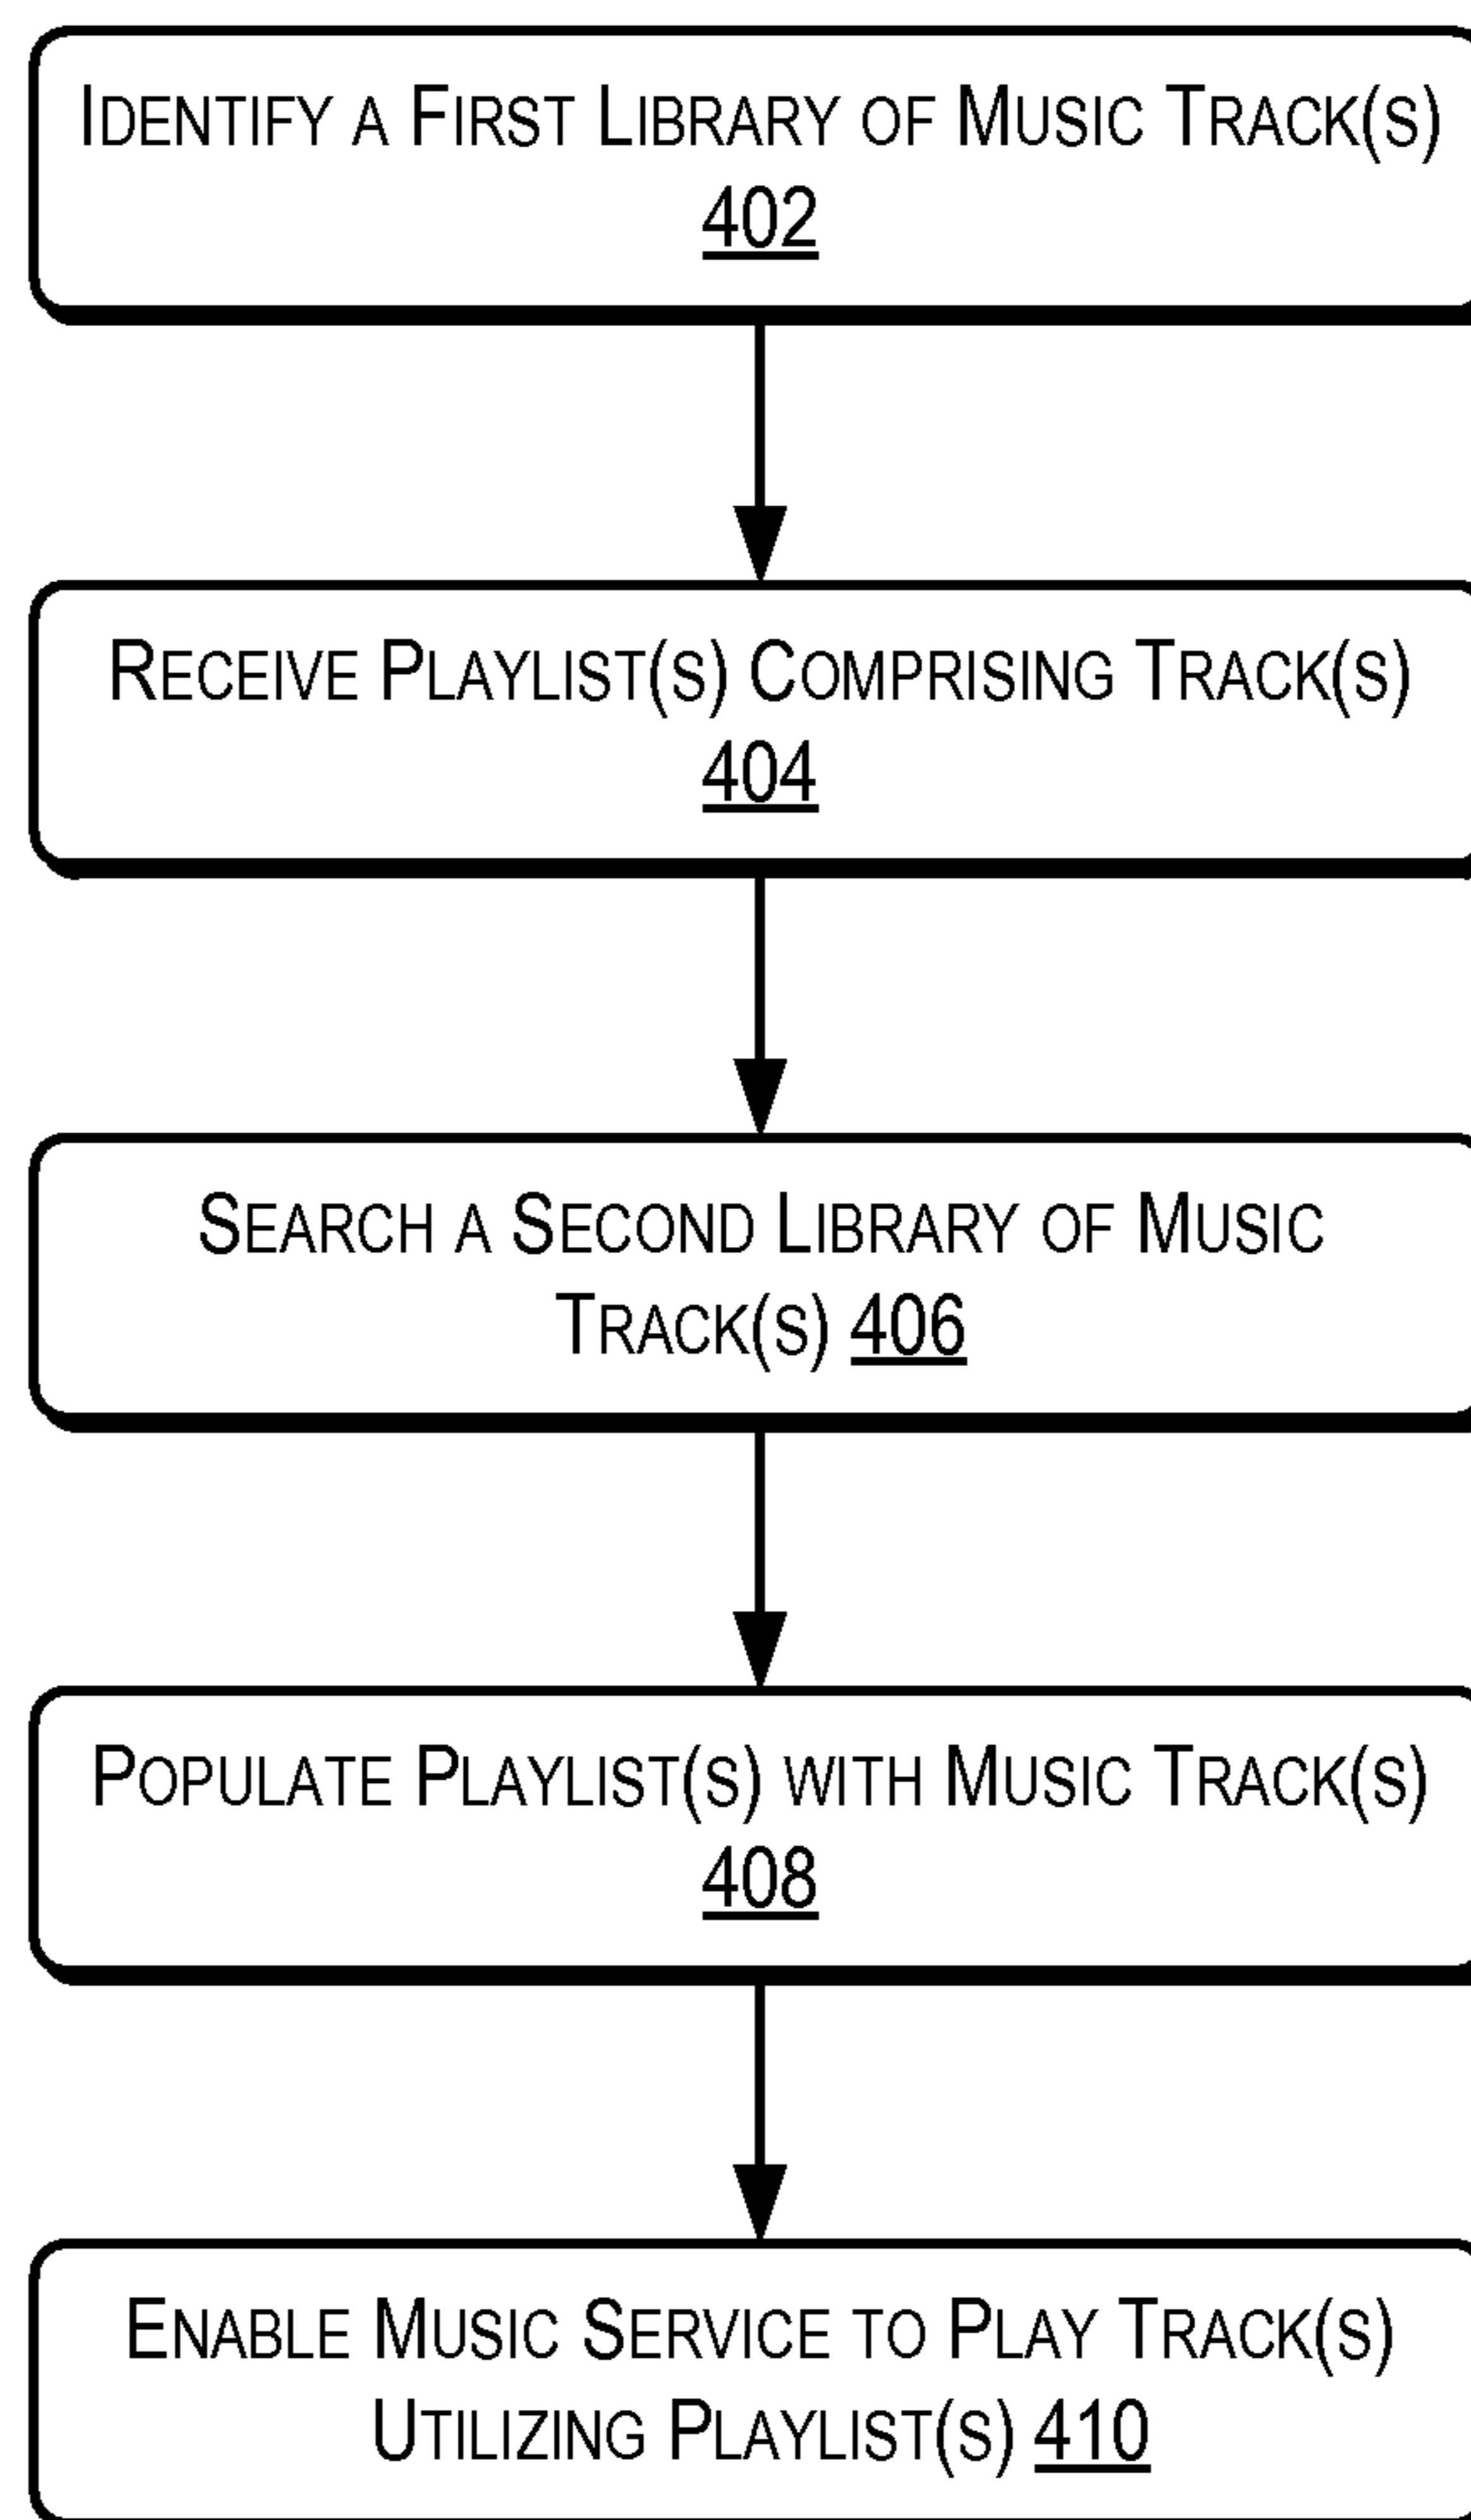 Identify a First Library of Music Track(s)
402
Receive Playlist(s) Comprising Track(s)
404
Search a Second Library of Music
Track(s) 406
Populate Playlist(s) with Music Track(s)
408
Enable Music Service to Play Track(s)
Utilizing Playlist(s) 410